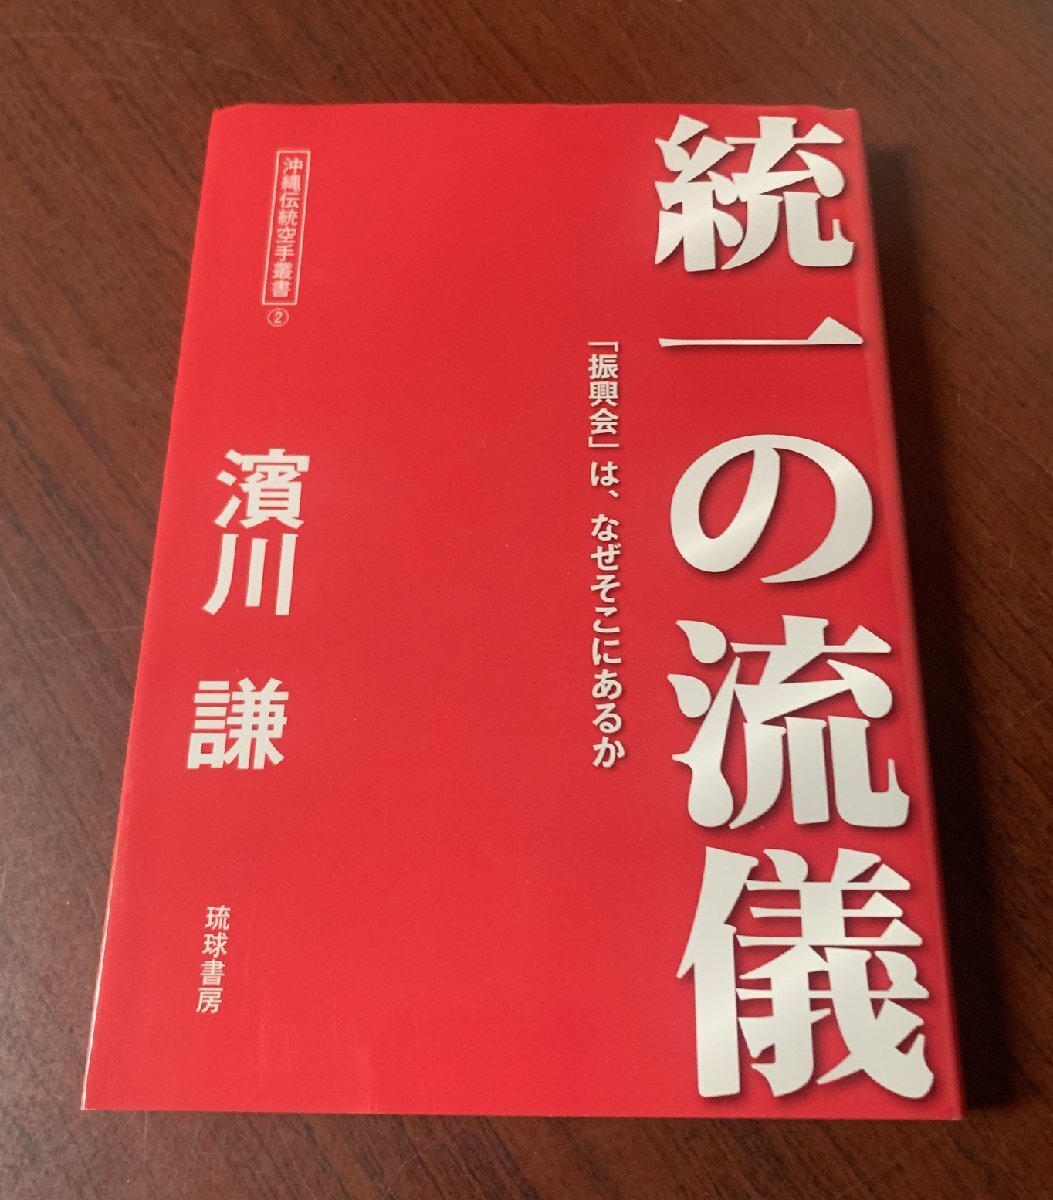 統一の流儀
「振興会」は、なぜそこにあるか
沖縄伝統空手叢書②
濱川 謙
琉球書房